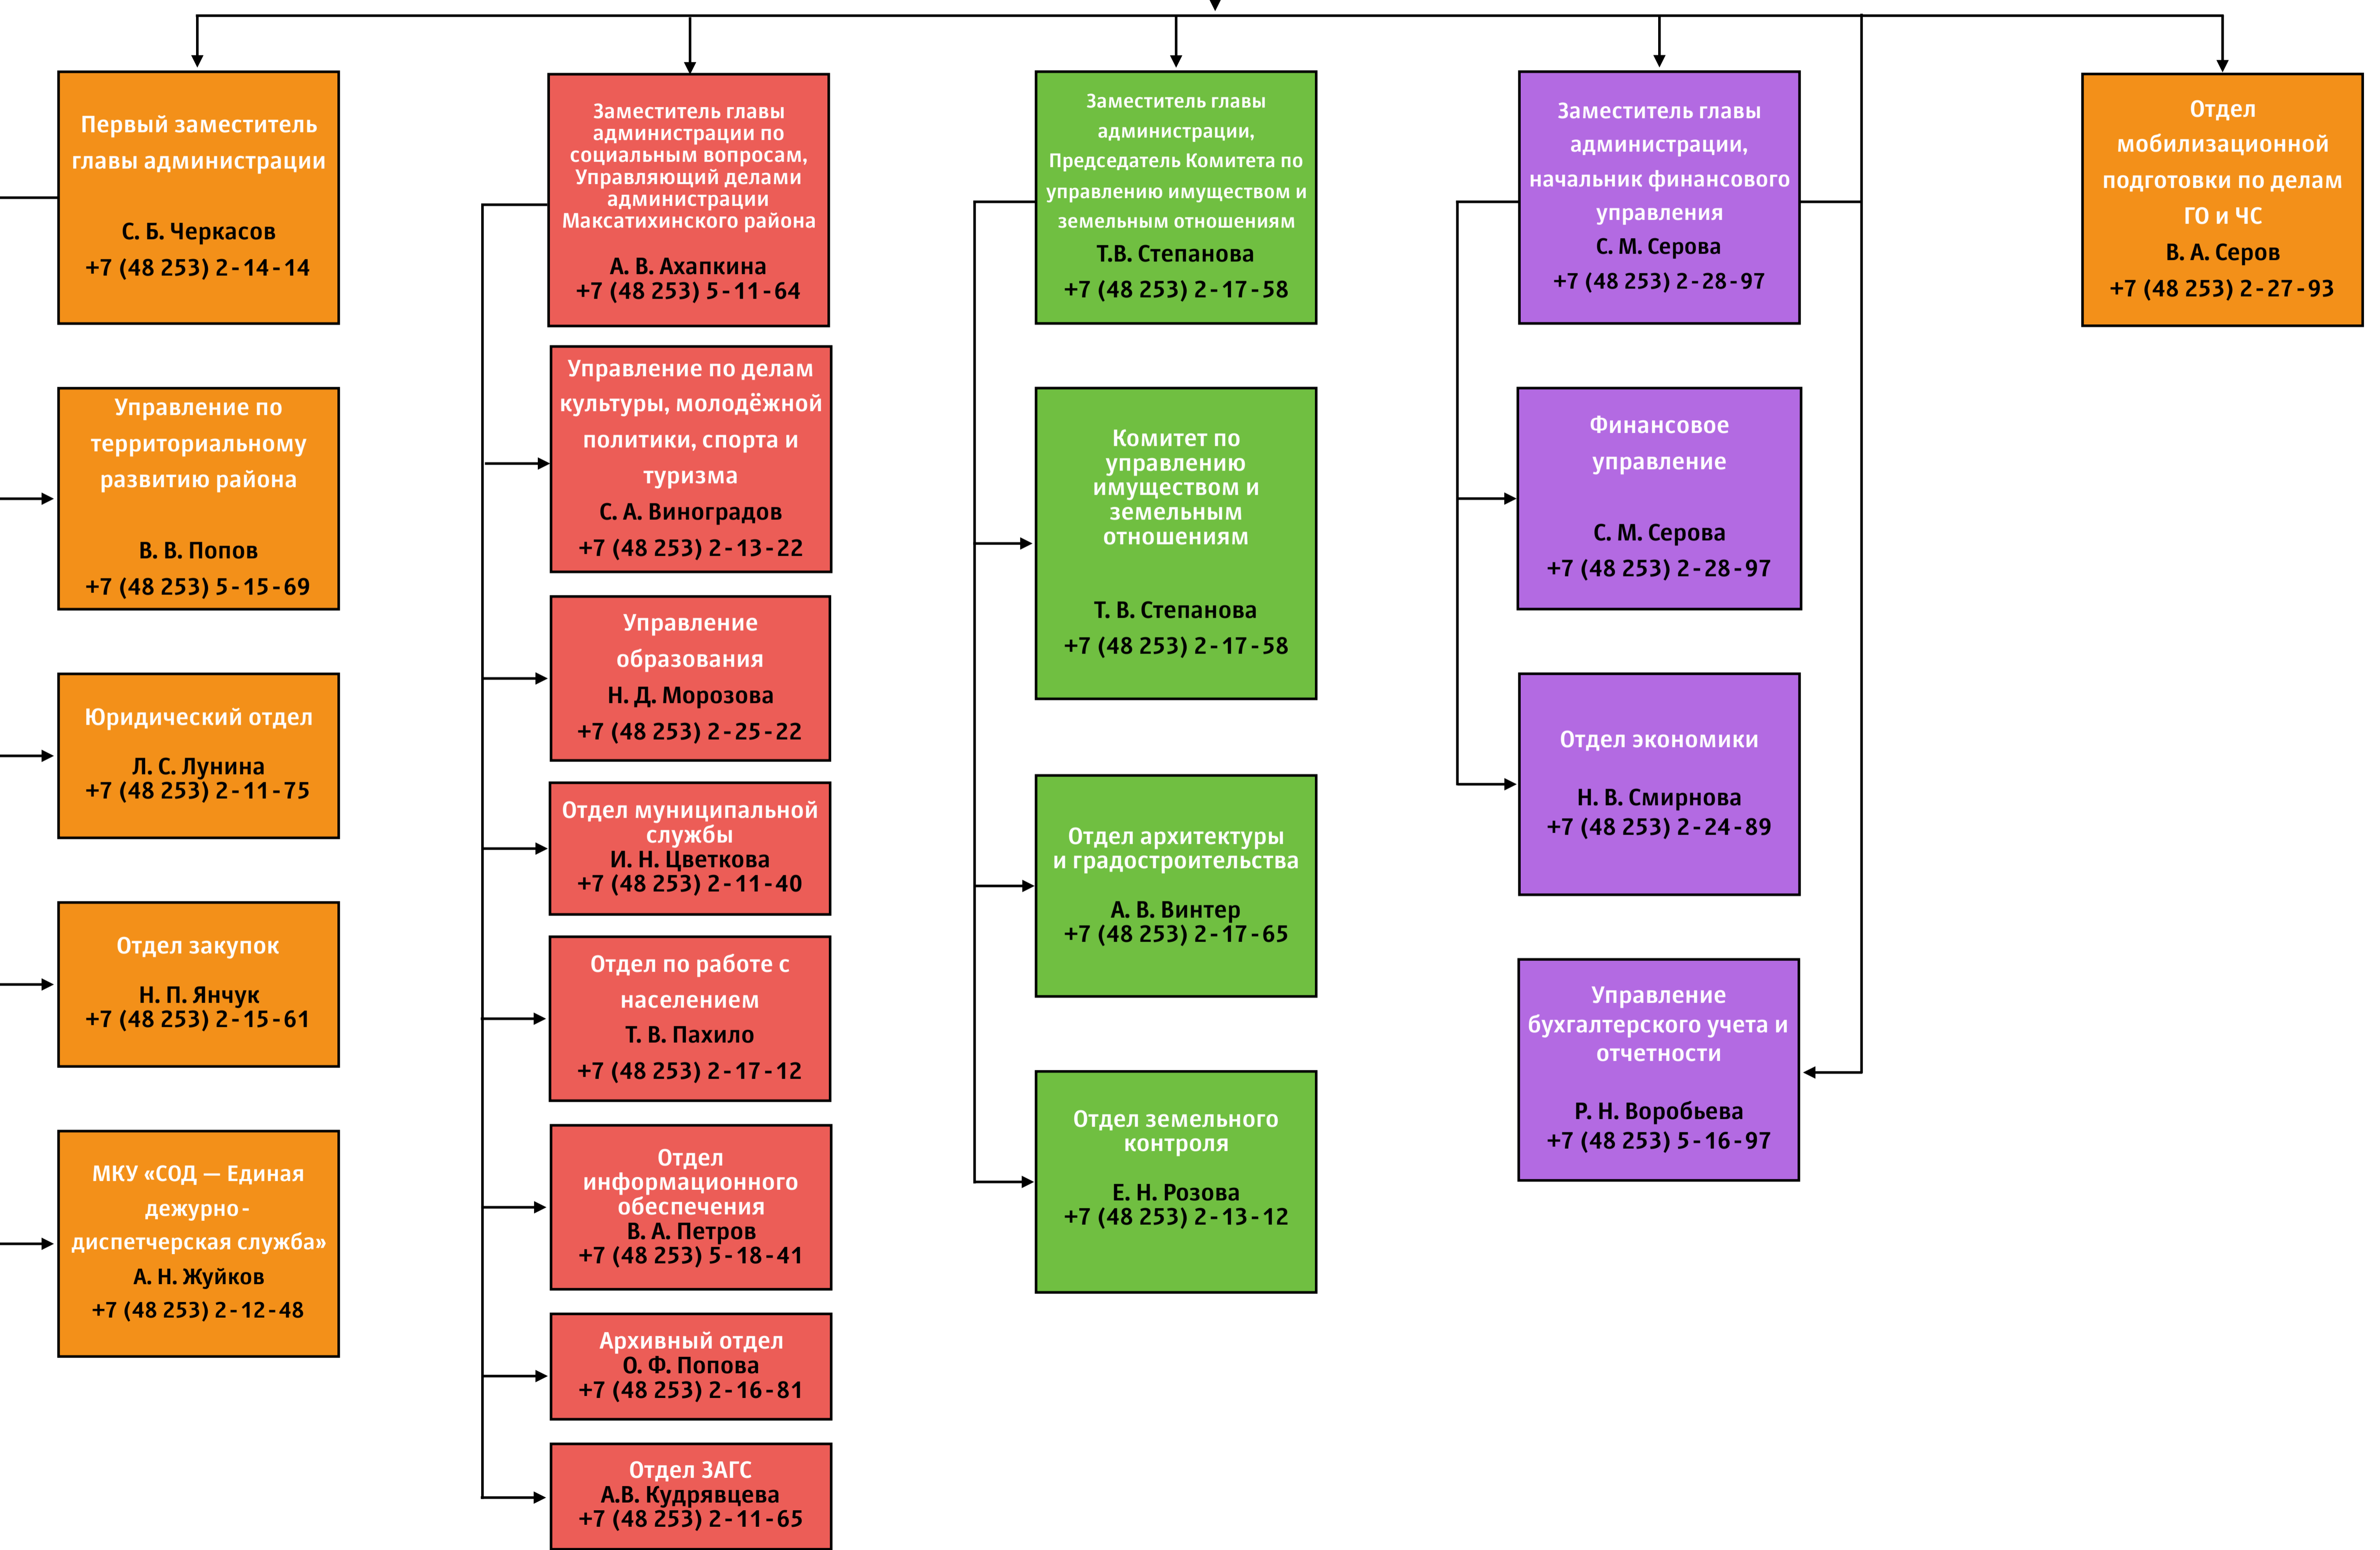 Первый заместитель
главы администрации
С. Б. Черкасов
+7 (48 253) 2-14-14
Управление по
территориальному
развитию района
В. В. Попов
+7 (48 253) 5-15-69
Юридический отдел
Л. С. Лунина
+7 (48 253) 2-11-75
Отдел закупок
Н. П. Янчук
+7 (48 253) 2-15-61
МКУ «СОД — Единая
дежурно-
диспетчерская служба»
А. Н. Жуйков
+7 (48 253) 2-12-48
Заместитель главы
администрации по
социальным вопросам,
Управляющий делами
администрации
Максатихинского района
А. В. Ахапкина
+7 (48 253) 5-11-64
Управление по делам
культуры, молодёжной
политики, спорта и
туризма
С. А. Виноградов
+7 (48 253) 2-13-22
Управление
образования
Н. Д. Морозова
+7 (48 253) 2-25-22
Отдел муниципальной
службы
И. Н. Цветкова
+7 (48 253) 2-11-40
Отдел по работе с
населением
Т. В. Пахило
+7 (48 253) 2-17-12
Отдел
информационного
обеспечения
В. А. Петров
+7 (48 253) 5-18-41
Архивный отдел
О. Ф. Попова
+7 (48 253) 2-16-81
Отдел ЗАГС
А.В. Кудрявцева
+7 (48 253) 2-11-65
Заместитель главы
администрации,
Председатель Комитета по
управлению имуществом и
земельным отношениям
Т.В. Степанова
+7 (48 253) 2-17-58
Комитет по
управлению
имуществом и
земельным
отношениям
Т. В. Степанова
+7 (48 253) 2-17-58
Отдел архитектуры
и градостроительства
А. В. Винтер
+7 (48 253) 2-17-65
Отдел земельного
контроля
Е. Н. Розова
+7 (48 253) 2-13-12
Заместитель главы
администрации,
начальник финансового
управления
С. М. Серова
+7 (48 253) 2-28-97
Финансовое
управление
С. М. Серова
+7 (48 253) 2-28-97
Отдел экономики
Н. В. Смирнова
+7 (48 253) 2-24-89
Управление
бухгалтерского учета и
отчетности
Р. Н. Воробьева
+7 (48 253) 5-16-97
Отдел
мобилизационной
подготовки по делам
ГО и ЧС
В. А. Серов
+7 (48 253) 2-27-93